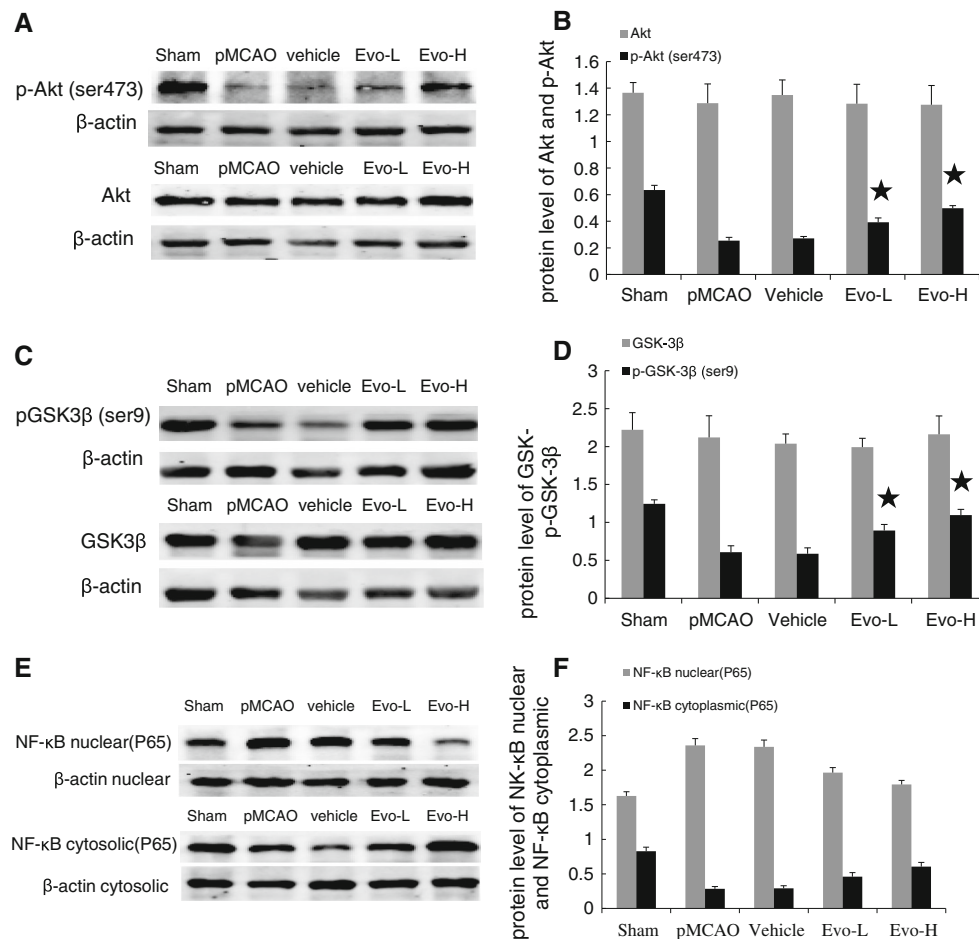 A
Sham pMCAO vehicle Evo-L Evo-H
p-Akt (ser473)
β-actin
Sham pMCAO vehicle Evo-L Evo-H
Akt
β-actin
B
Akt
p-Akt (ser473)
protein level of Akt and p-Akt
1.6
1.4
1.2
1
0.8
0.6
0.4
0.2
0
Sham pMCAO Vehicle Evo-L Evo-H
C
Sham pMCAO vehicle Evo-L Evo-H
pGSK3β (ser9)
β-actin
Sham pMCAO vehicle Evo-L Evo-H
GSK3β
β-actin
D
GSK-3β
p-GSK-3β (ser9)
protein level of GSK-
p-GSK-3β
2.5
2
1.5
1
0.5
0
Sham pMCAO Vehicle Evo-L Evo-H
E
Sham pMCAO vehicle Evo-L Evo-H
NF-κB nuclear(P65)
β-actin nuclear
Sham pMCAO vehicle Evo-L Evo-H
NF-κB cytosolic(P65)
β-actin cytosolic
F
NF-κB nuclear(P65)
NF-κB cytoplasmic(P65)
protein level of NK-κB nuclear
and NF-κB cytoplasmic
3
2.5
2
1.5
1
0.5
0
Sham pMCAO Vehicle Evo-L Evo-H